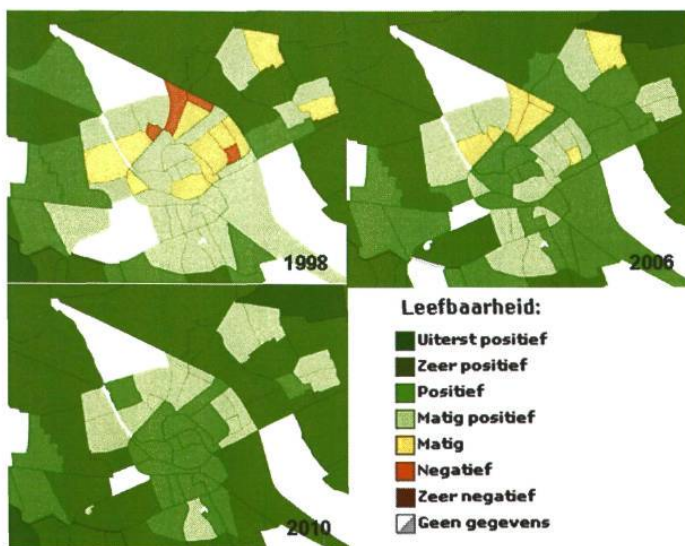 1998
2006
2010
Leefbaarheid:
Uiterst positief
Zeer positief
Positief
Matig positief
Matig
Negatief
Zeer negatief
Geen gegevens